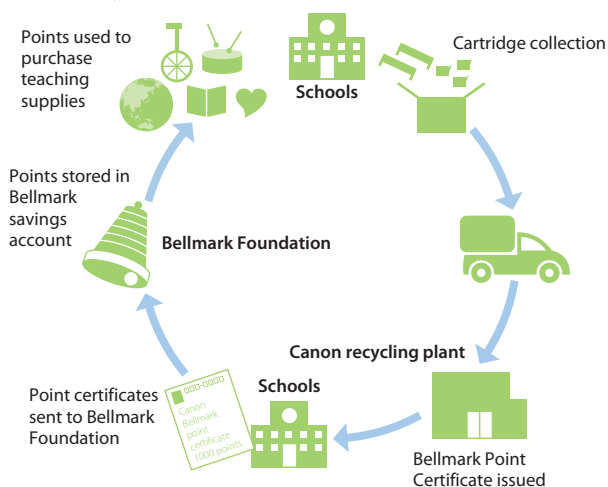 Points used to
purchase
teaching
supplies
Schools
Cartridge collection
Points stored in
Bellmark
savings
account
Bellmark Foundation
Canon recycling plant
Bellmark Point
Certificate issued
Schools
Point certificates
sent to Bellmark
Foundation
Canon
Bellmark
point
certificate
1000 points